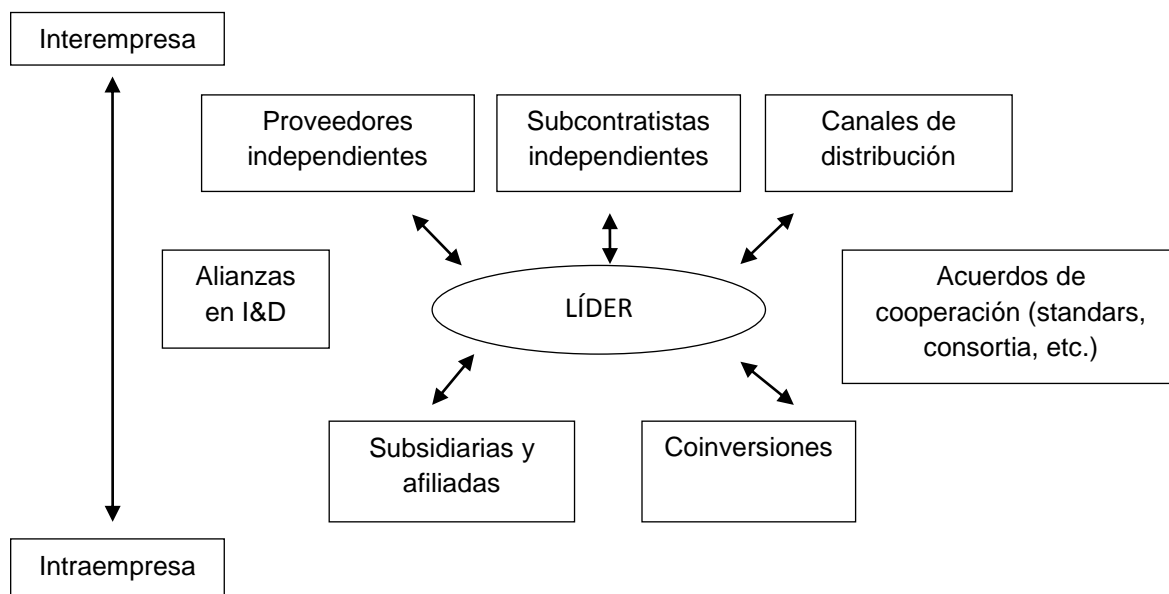 Interempresa
Proveedores
independientes
Subcontratistas
independientes
Canales de
distribución
Alianzas
en I&D
LÍDER
Acuerdos de
cooperación (standars,
consortia, etc.)
Subsidiarias y
afiliadas
Coinversiones
Intraempresa